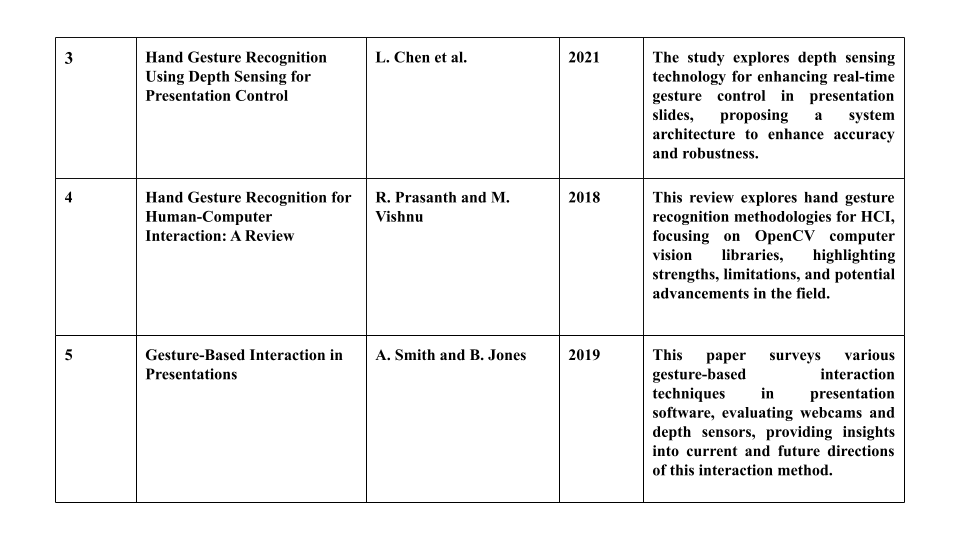 3
Hand Gesture Recognition
Using Depth Sensing for
Presentation Control
L. Chen et al.
2021
The study explores depth sensing
technology for enhancing real-time
gesture control in presentation
slides, proposing a system
architecture to enhance accuracy
and robustness.
4
Hand Gesture Recognition for
Human-Computer
Interaction: A Review
R. Prasanth and M.
Vishnu
2018
This review explores hand gesture
recognition methodologies for HCI,
focusing on OpenCV computer
vision libraries, highlighting
strengths, limitations, and potential
advancements in the field.
5
Gesture-Based Interaction in
Presentations
A. Smith and B. Jones
2019
This paper surveys various
gesture-based interaction
techniques in presentation
software, evaluating webcams and
depth sensors, providing insights
into current and future directions
of this interaction method.